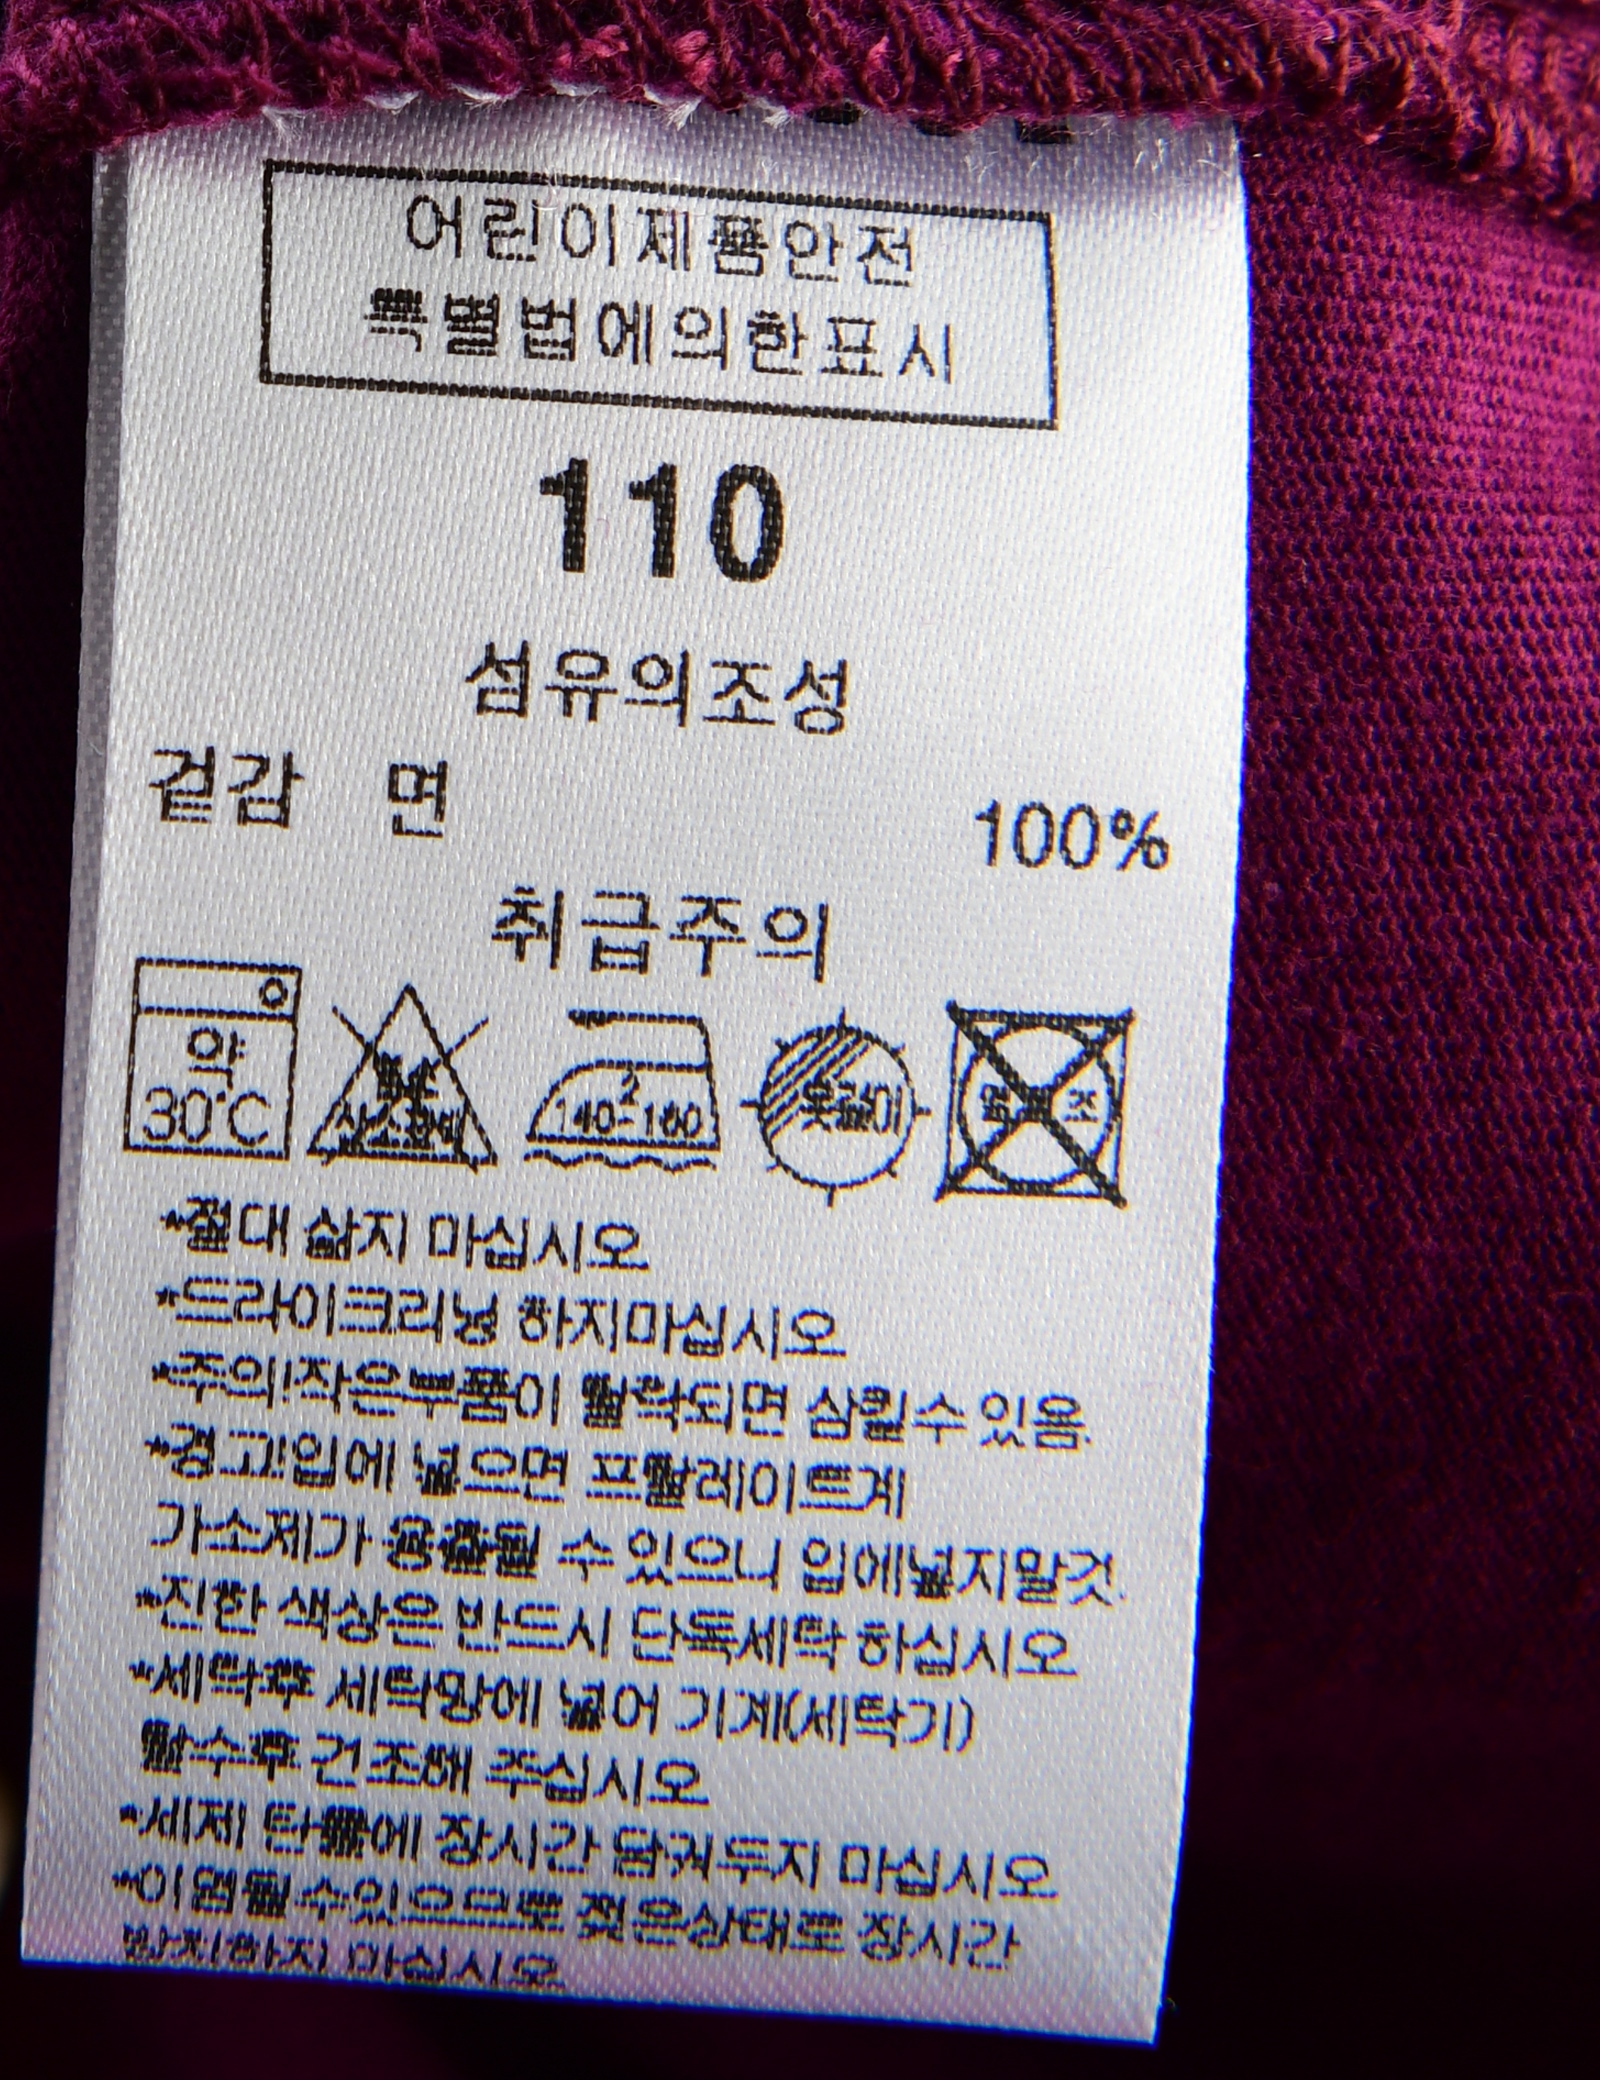 어린이제품안전
특별법에의한표시
110
섬유의조성
겉감 면 100%
취급주의
약
30℃
염소
산소표백
2
140-160
옷걸이
*절대 삶지 마십시오
*드라이크리닝 하지마십시오
*주의!작은부품이 탈락되면 삼킬수 있음.
*경고!입에 넣으면 프탈레이트계
가소제가 용출될 수 있으니 입에넣지말것.
*진한 색상은 반드시 단독세탁 하십시오
*세탁후 세탁망에 넣어 기계(세탁기)
탈수후 건조해 주십시오
*세제 탄물에 장시간 담궈두지 마십시오
*이염될수있으므로 젖은상태로 장시간
방치하지 마십시오